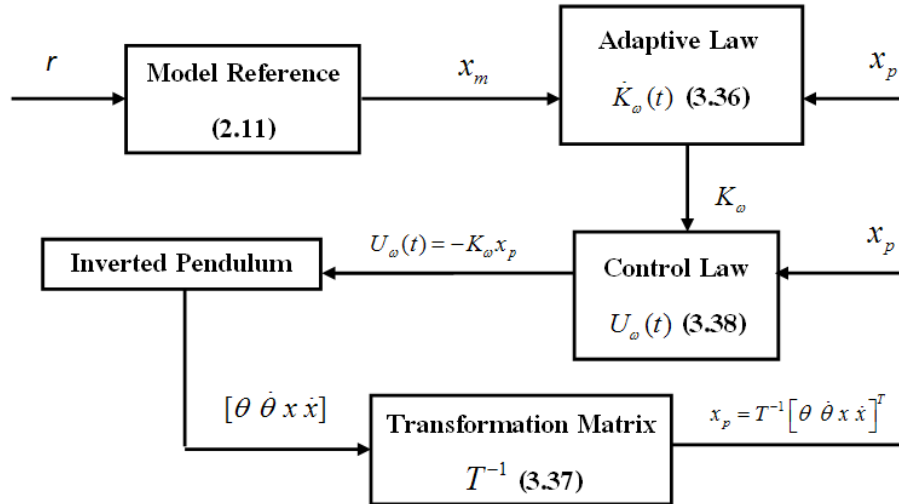 r
Model Reference
(2.11)
x_m
Adaptive Law
K̇_ω(t) (3.36)
x_p
K_ω
Inverted Pendulum
U_ω(t) = −K_ω x_p
Control Law
U_ω(t) (3.38)
x_p
[θ θ̇ x ẋ]
Transformation Matrix
T⁻¹ (3.37)
x_p = T⁻¹[θ θ̇ x ẋ]ᵀ